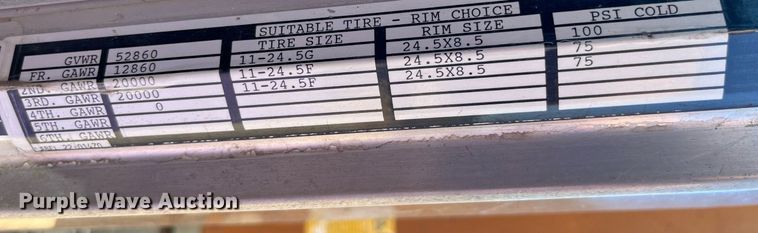 SUITABLE TIRE - RIM CHOICE
TIRE SIZE RIM SIZE PSI COLD
GVWR 52860
FR. GAWR 12860 11-24.5G 24.5X8.5 100
2ND. GAWR 20000 11-24.5F 24.5X8.5 75
3RD. GAWR 20000 11-24.5F 24.5X8.5 75
4TH. GAWR 0
5TH. GAWR
6TH. GAWR
Purple Wave Auction